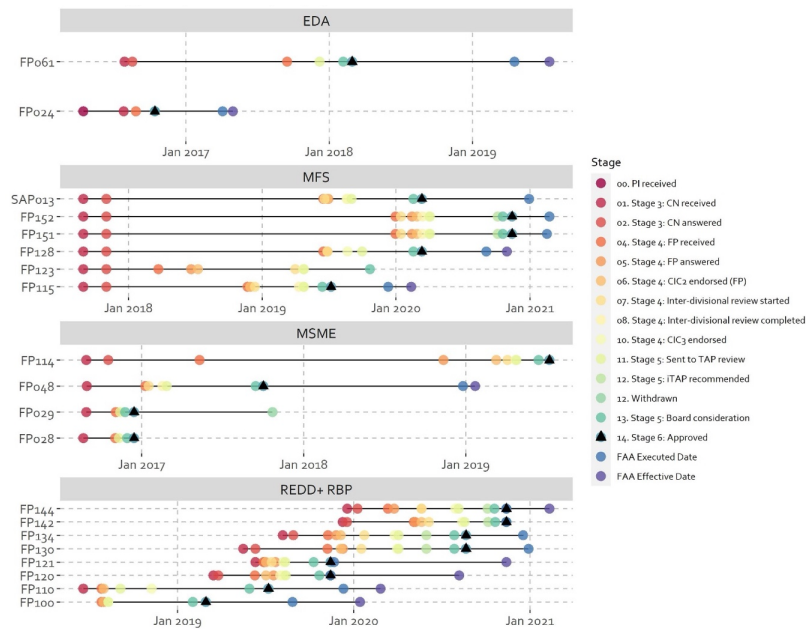 EDA
FP061
FP024
Jan 2017 Jan 2018 Jan 2019
MFS
SAP013
FP152
FP151
FP128
FP123
FP115
Jan 2018 Jan 2019 Jan 2020 Jan 2021
MSME
FP114
FP048
FP029
FP028
Jan 2017 Jan 2018 Jan 2019
REDD+ RBP
FP144
FP142
FP134
FP130
FP121
FP120
FP110
FP100
Jan 2019 Jan 2020 Jan 2021
Stage
00. PI received
01. Stage 3: CN received
02. Stage 3: CN answered
04. Stage 4: FP received
05. Stage 4: FP answered
06. Stage 4: CIC2 endorsed (FP)
07. Stage 4: Inter-divisional review started
08. Stage 4: Inter-divisional review completed
10. Stage 4: CIC3 endorsed
11. Stage 5: Sent to TAP review
12. Stage 5: iTAP recommended
12. Withdrawn
13. Stage 5: Board consideration
14. Stage 6: Approved
FAA Executed Date
FAA Effective Date